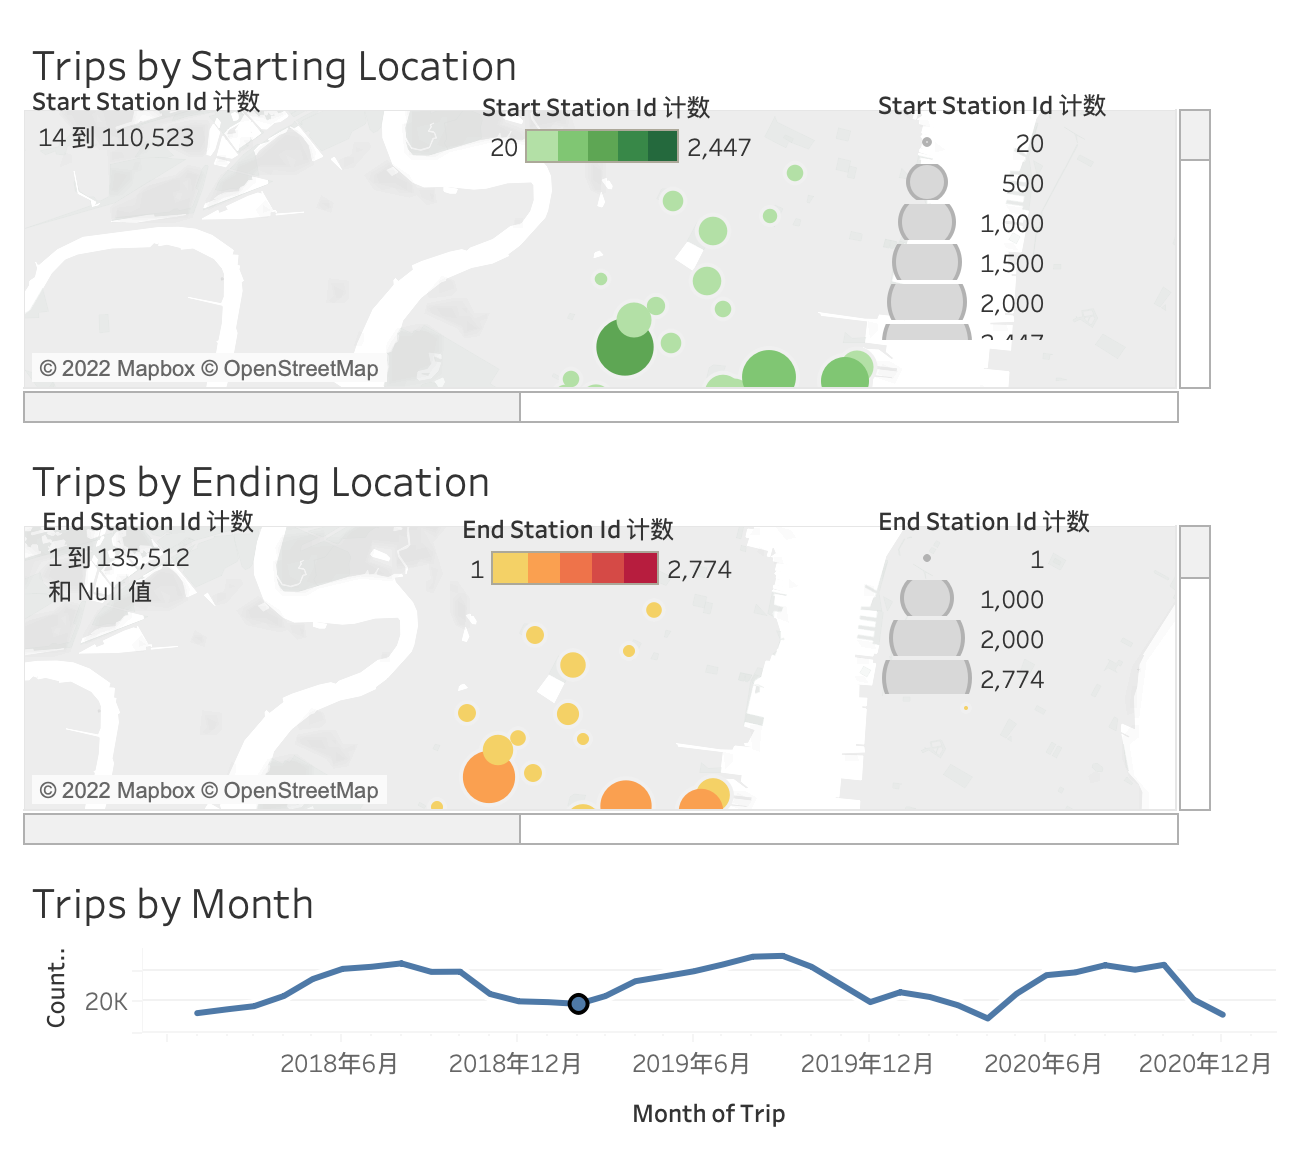 Trips by Starting Location
Start Station Id 计数
14 到 110,523
Start Station Id 计数
20 2,447
Start Station Id 计数
20
500
1,000
1,500
2,000
2,447
© 2022 Mapbox © OpenStreetMap
Trips by Ending Location
End Station Id 计数
1 到 135,512
和 Null 值
End Station Id 计数
1 2,774
End Station Id 计数
1
1,000
2,000
2,774
© 2022 Mapbox © OpenStreetMap
Trips by Month
Count..
20K
2018年6月 2018年12月 2019年6月 2019年12月 2020年6月 2020年12月
Month of Trip